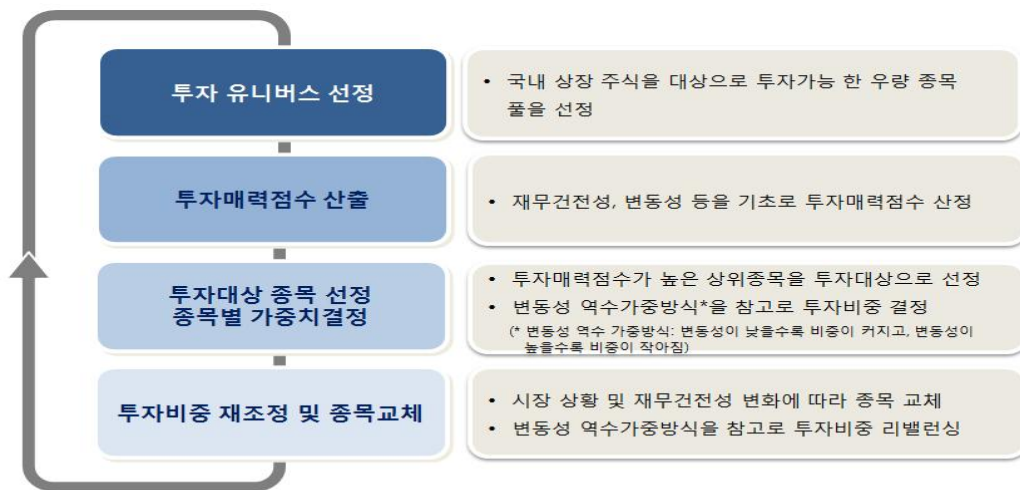 투자 유니버스 선정
• 국내 상장 주식을 대상으로 투자가능 한 우량 종목
풀을 선정
투자매력점수 산출
• 재무건전성, 변동성 등을 기초로 투자매력점수 산정
투자대상 종목 선정
종목별 가중치결정
• 투자매력점수가 높은 상위종목을 투자대상으로 선정
• 변동성 역수가중방식*을 참고로 투자비중 결정
(* 변동성 역수 가중방식: 변동성이 낮을수록 비중이 커지고, 변동성이
높을수록 비중이 작아짐)
투자비중 재조정 및 종목교체
• 시장 상황 및 재무건전성 변화에 따라 종목 교체
• 변동성 역수가중방식을 참고로 투자비중 리밸런싱